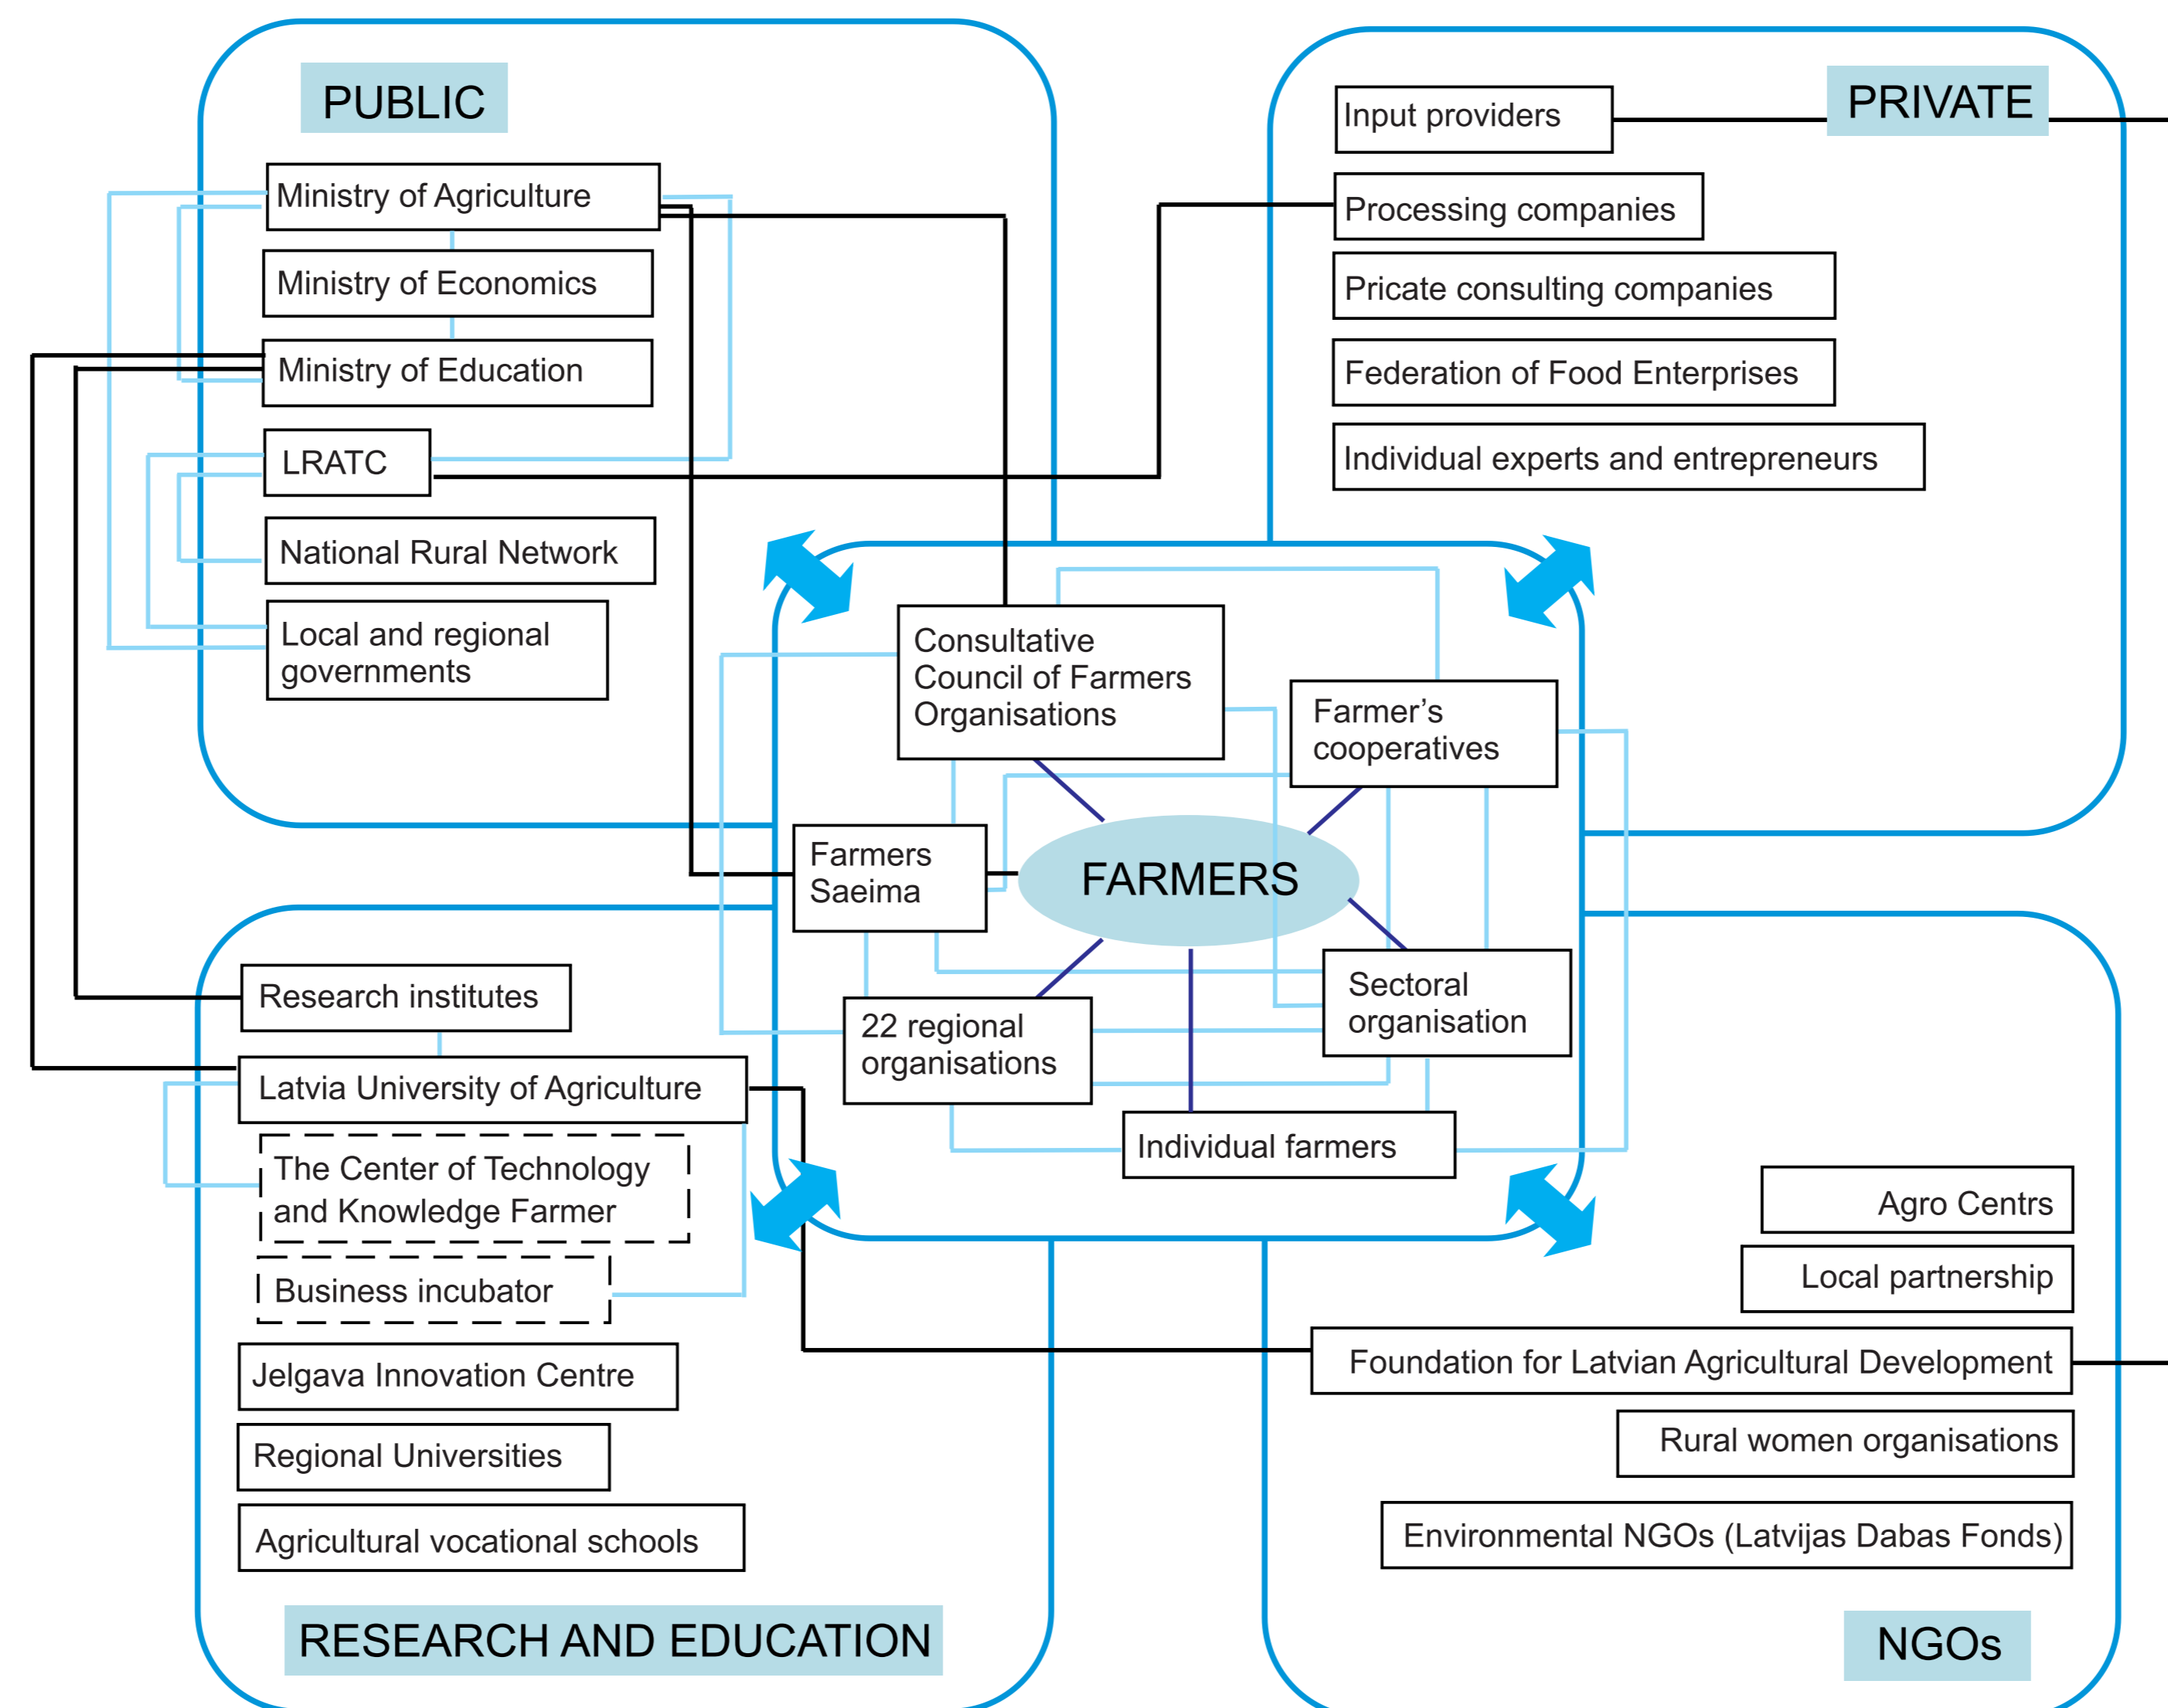 PUBLIC
Ministry of Agriculture
Ministry of Economics
Ministry of Education
LRATC
National Rural Network
Local and regional
governments
PRIVATE
Input providers
Processing companies
Pricate consulting companies
Federation of Food Enterprises
Individual experts and entrepreneurs
Consultative
Council of Farmers
Organisations
Farmer’s
cooperatives
Farmers
Saeima
FARMERS
22 regional
organisations
Sectoral
organisation
Individual farmers
Research institutes
Latvia University of Agriculture
The Center of Technology
and Knowledge Farmer
Business incubator
Jelgava Innovation Centre
Regional Universities
Agricultural vocational schools
RESEARCH AND EDUCATION
Agro Centrs
Local partnership
Foundation for Latvian Agricultural Development
Rural women organisations
Environmental NGOs (Latvijas Dabas Fonds)
NGOs